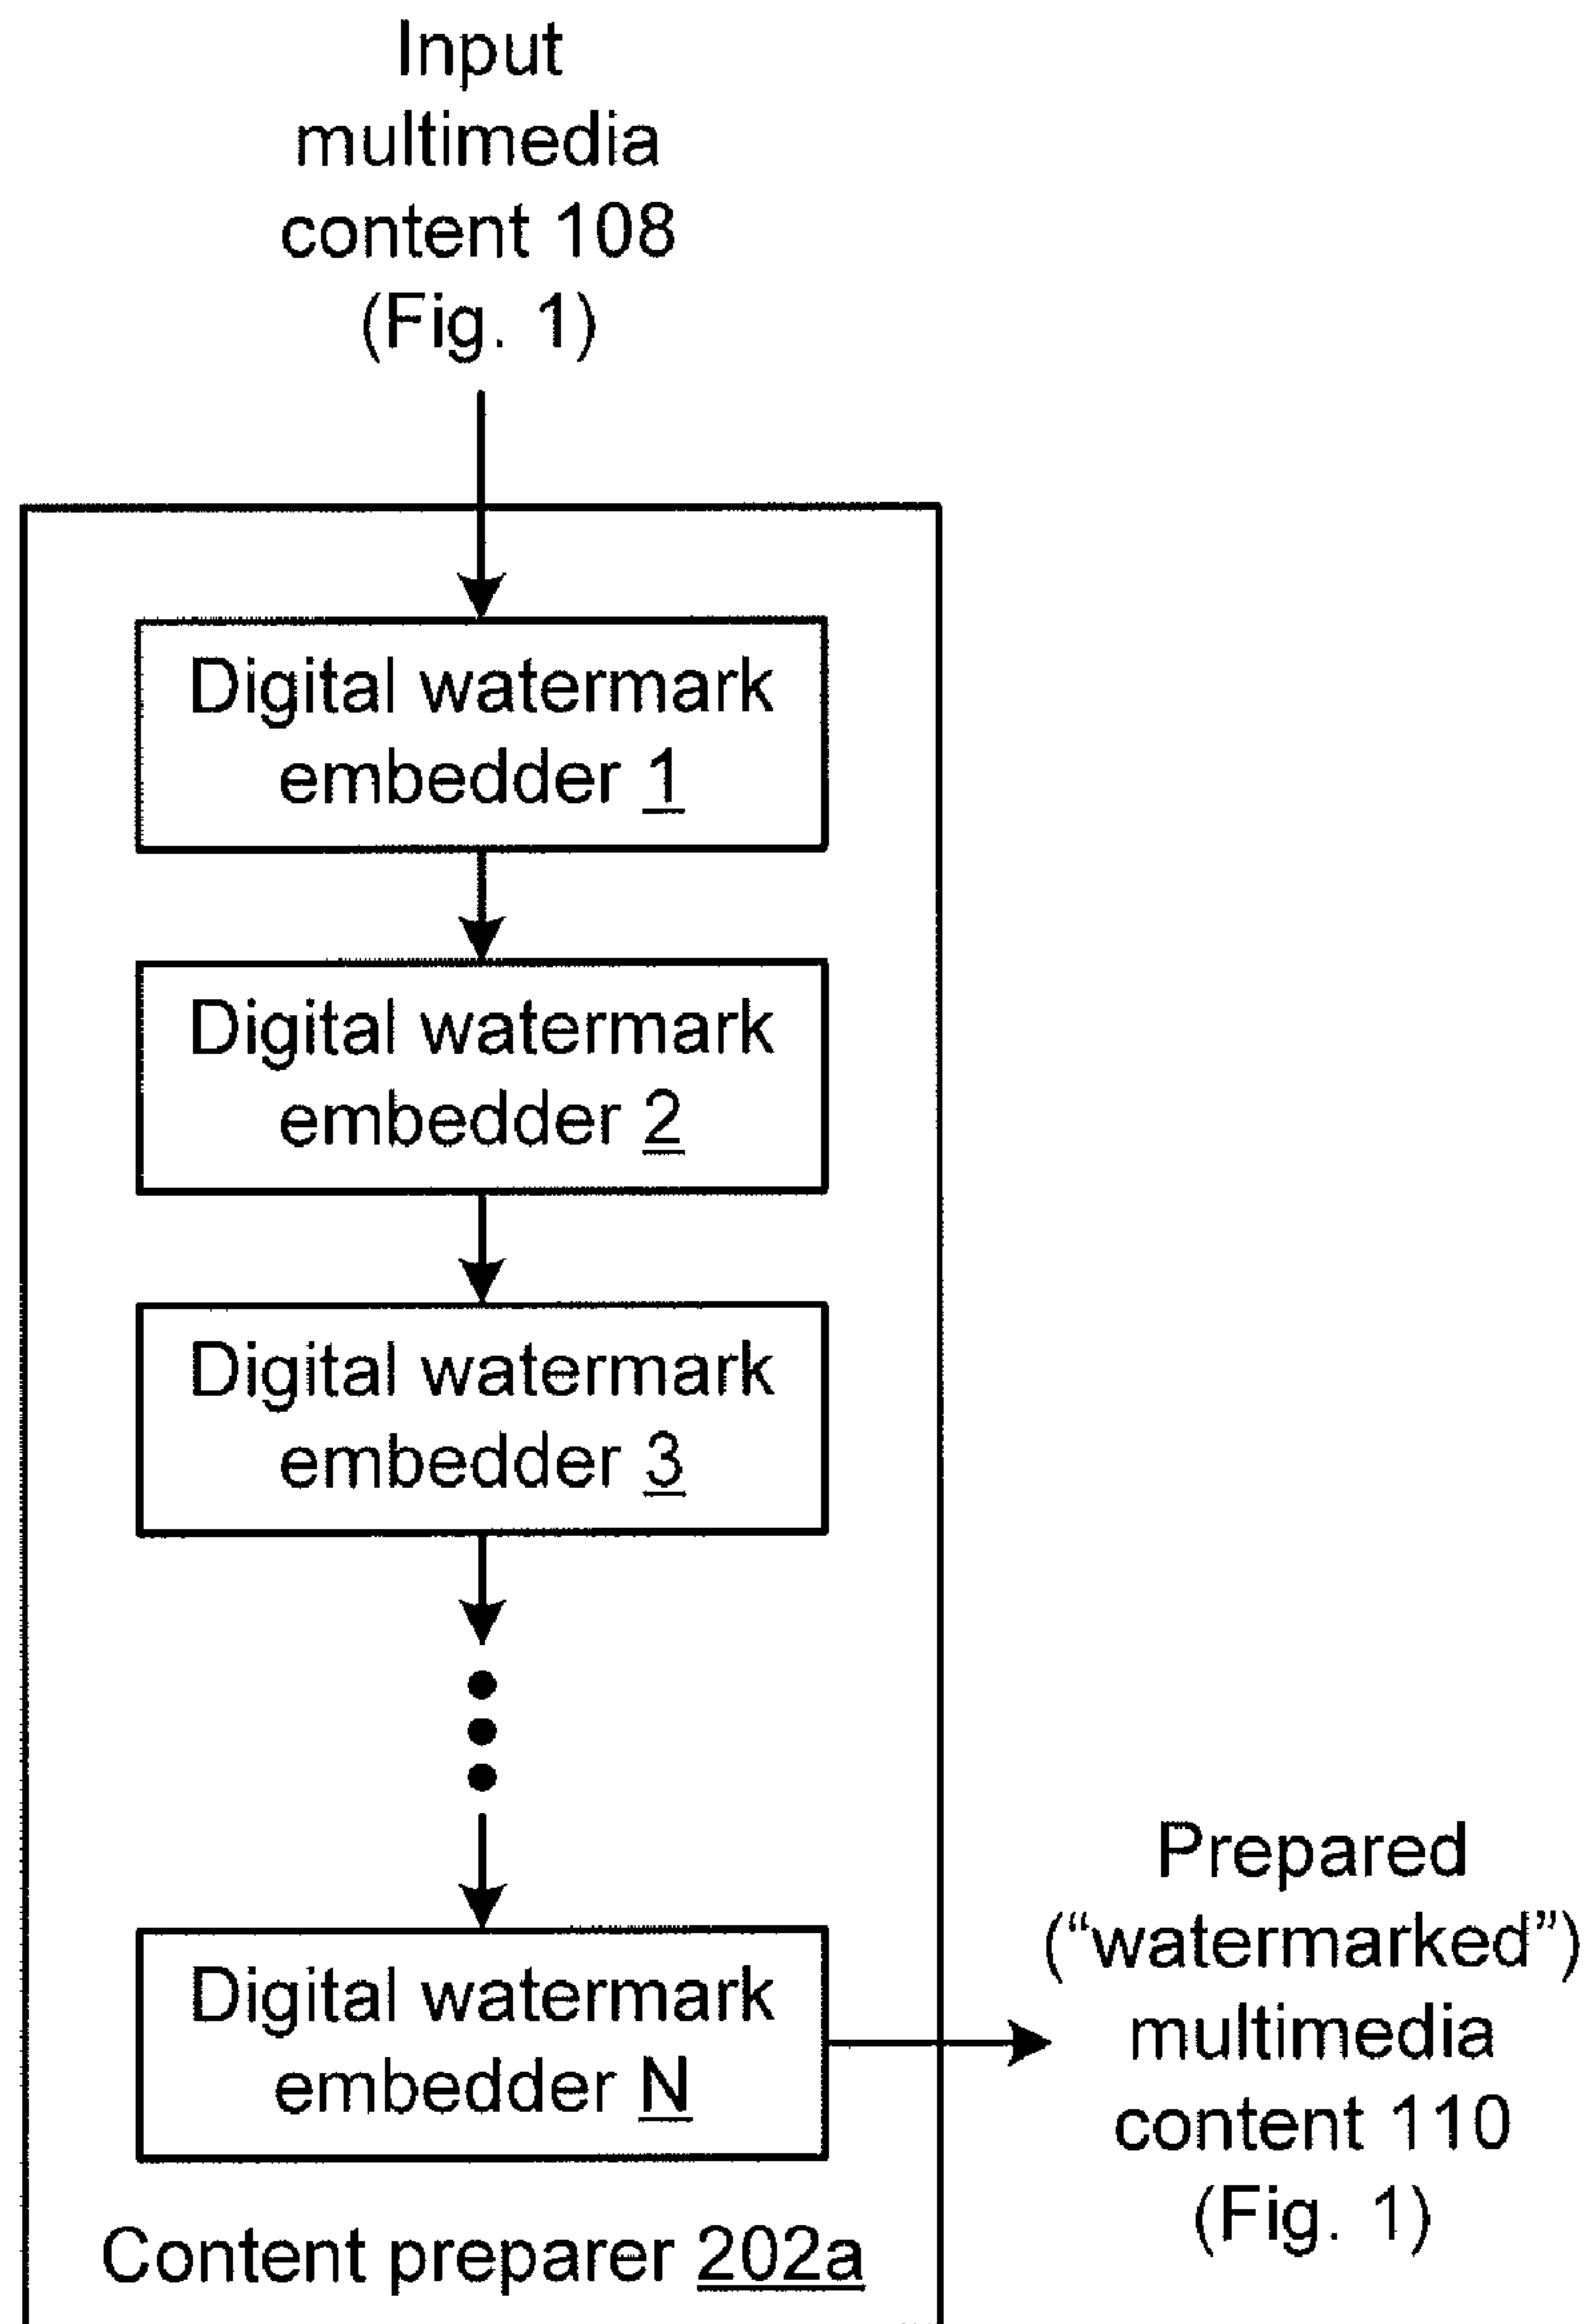 Input
multimedia
content 108
(Fig. 1)
Digital watermark
embedder 1
Digital watermark
embedder 2
Digital watermark
embedder 3
Digital watermark
embedder N
Prepared
(“watermarked”)
multimedia
content 110
(Fig. 1)
Content preparer 202a